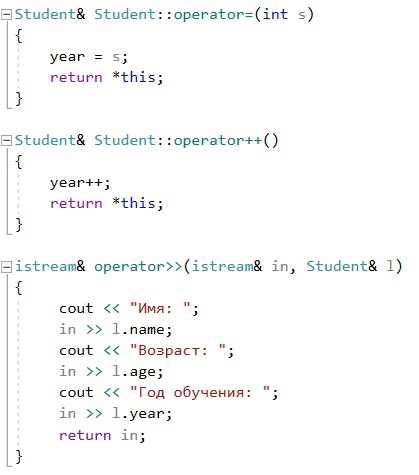 Student& Student::operator=(int s)
{
year = s;
return *this;
}
Student& Student::operator++()
{
year++;
return *this;
}
istream& operator>>(istream& in, Student& l)
{
cout << "Имя: ";
in >> l.name;
cout << "Возраст: ";
in >> l.age;
cout << "Год обучения: ";
in >> l.year;
return in;
}